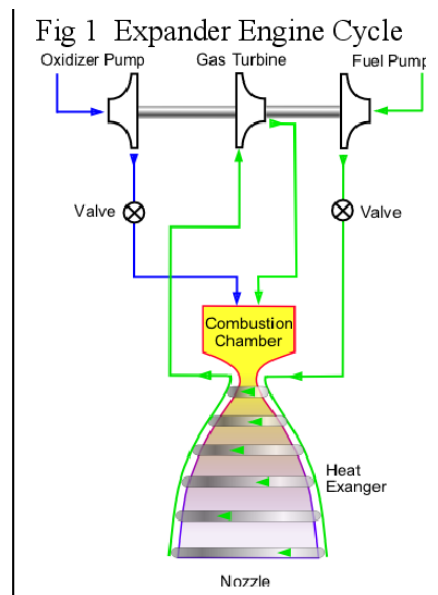 Fig 1  Expander Engine Cycle
Oxidizer Pump
Gas Turbine
Fuel Pump
Valve
Valve
Combustion
Chamber
Heat
Exanger
Nozzle